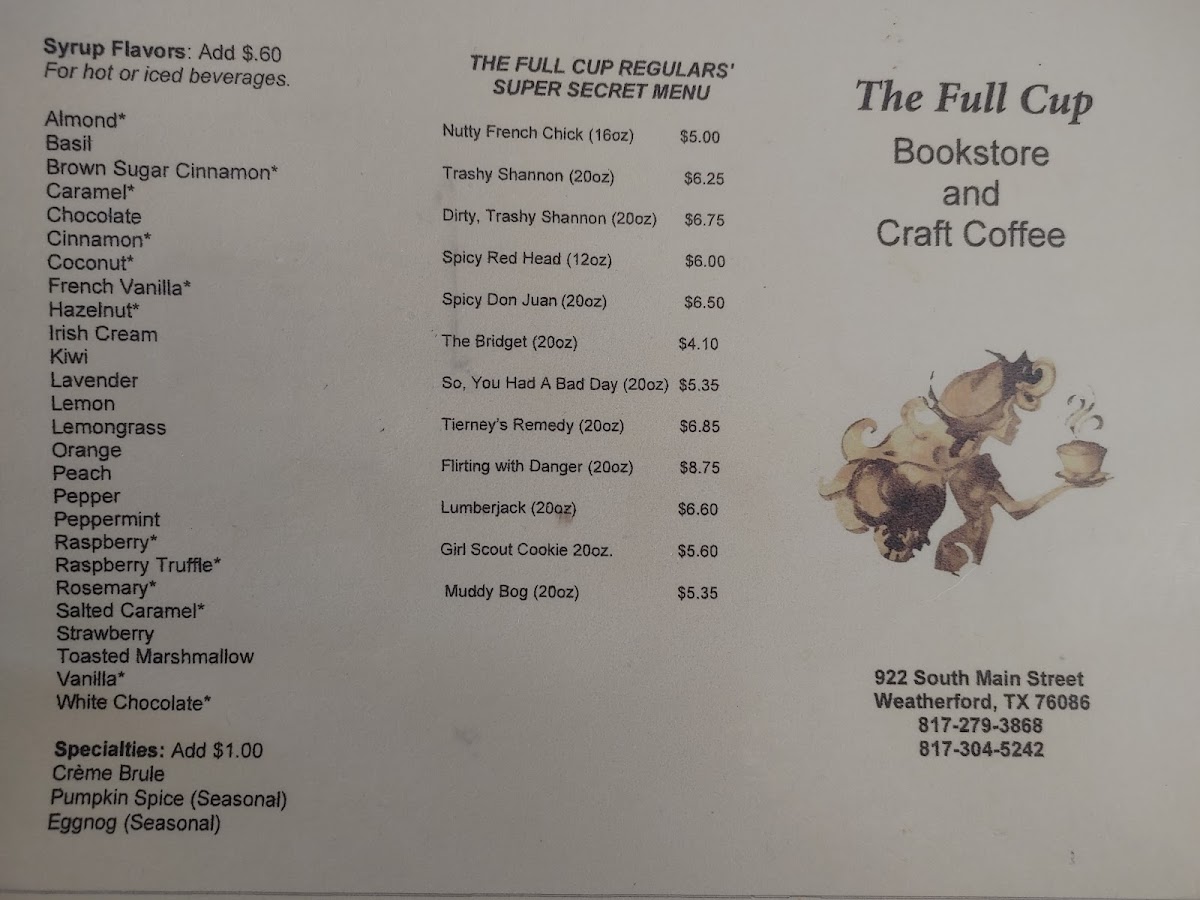 Syrup Flavors: Add $.60
For hot or iced beverages.
Almond*
Basil
Brown Sugar Cinnamon*
Caramel*
Chocolate
Cinnamon*
Coconut*
French Vanilla*
Hazelnut*
Irish Cream
Kiwi
Lavender
Lemon
Lemongrass
Orange
Peach
Pepper
Peppermint
Raspberry*
Raspberry Truffle*
Rosemary*
Salted Caramel*
Strawberry
Toasted Marshmallow
Vanilla*
White Chocolate*
Specialties: Add $1.00
Crème Brule
Pumpkin Spice (Seasonal)
Eggnog (Seasonal)
THE FULL CUP REGULARS'
SUPER SECRET MENU
Nutty French Chick (16oz) $5.00
Trashy Shannon (20oz) $6.25
Dirty, Trashy Shannon (20oz) $6.75
Spicy Red Head (12oz) $6.00
Spicy Don Juan (20oz) $6.50
The Bridget (20oz) $4.10
So, You Had A Bad Day (20oz) $5.35
Tierney's Remedy (20oz) $6.85
Flirting with Danger (20oz) $8.75
Lumberjack (20oz) $6.60
Girl Scout Cookie 20oz. $5.60
Muddy Bog (20oz) $5.35
The Full Cup
Bookstore
and
Craft Coffee
922 South Main Street
Weatherford, TX 76086
817-279-3868
817-304-5242